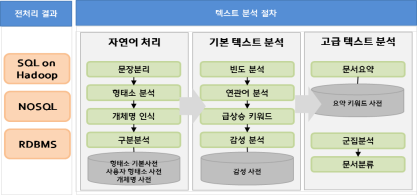 전처리 결과
SQL on
Hadoop
NOSQL
RDBMS
텍스트 분석 절차
자연어 처리
문장분리
형태소 분석
개체명 인식
구분분석
형태소 기본사전
사용자 형태소 사전
개체명 사전
기본 텍스트 분석
빈도 분석
연관어 분석
급상승 키워드
감성 분석
감성 사전
고급 텍스트 분석
문서요약
요약 키워드 사전
군집분석
문서분류